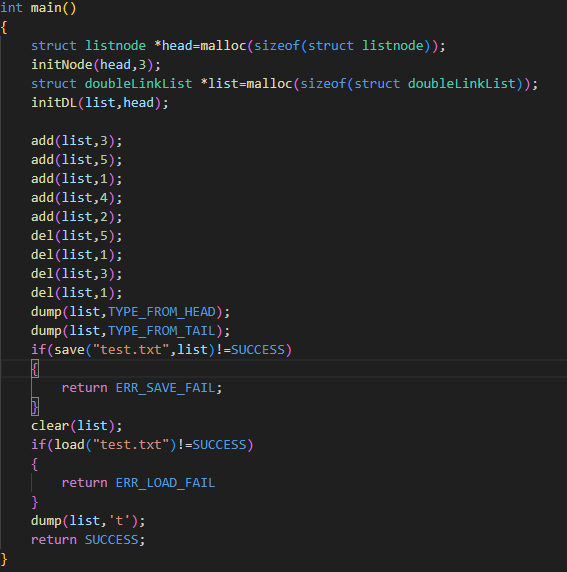 int main()
{
    struct listnode *head=malloc(sizeof(struct listnode));
    initNode(head,3);
    struct doubleLinkList *list=malloc(sizeof(struct doubleLinkList));
    initDL(list,head);

    add(list,3);
    add(list,5);
    add(list,1);
    add(list,4);
    add(list,2);
    del(list,5);
    del(list,1);
    del(list,3);
    del(list,1);
    dump(list,TYPE_FROM_HEAD);
    dump(list,TYPE_FROM_TAIL);
    if(save("test.txt",list)!=SUCCESS)
    {
        return ERR_SAVE_FAIL;
    }
    clear(list);
    if(load("test.txt")!=SUCCESS)
    {
        return ERR_LOAD_FAIL
    }
    dump(list,'t');
    return SUCCESS;
}